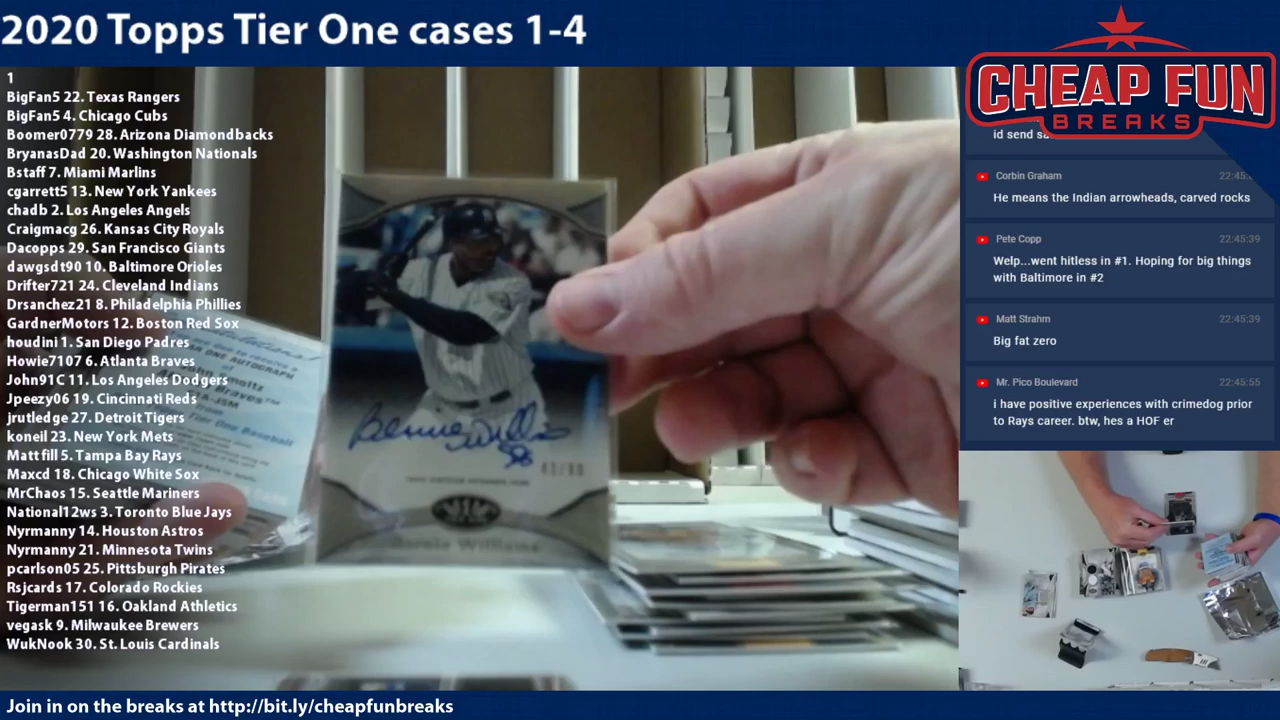 2020 Topps Tier One cases 1-4
1
BigFan5 22. Texas Rangers
BigFan5 4. Chicago Cubs
Boomer0779 28. Arizona Diamondbacks
BryanasDad 20. Washington Nationals
Bstaff 7. Miami Marlins
cgarrett5 13. New York Yankees
chadb 2. Los Angeles Angels
Craigmacg 26. Kansas City Royals
Dacopps 29. San Francisco Giants
dawgsdt90 10. Baltimore Orioles
Drifter721 24. Cleveland Indians
Drsanchez21 8. Philadelphia Phillies
GardnerMotors 12. Boston Red Sox
houdini 1. San Diego Padres
Howie7107 6. Atlanta Braves
John91C 11. Los Angeles Dodgers
Jpeezy06 19. Cincinnati Reds
jrutledge 27. Detroit Tigers
koneil 23. New York Mets
Matt fill 5. Tampa Bay Rays
Maxcd 18. Chicago White Sox
MrChaos 15. Seattle Mariners
National12ws 3. Toronto Blue Jays
Nyrmanny 14. Houston Astros
Nyrmanny 21. Minnesota Twins
pcarlson05 25. Pittsburgh Pirates
Rsjcards 17. Colorado Rockies
Tigerman151 16. Oakland Athletics
vegask 9. Milwaukee Brewers
WukNook 30. St. Louis Cardinals
AUTOGRAPH
Smoltz
Braves™
Tier One Baseball
Bernie Williams
CHEAP FUN
BREAKS
id send
Corbin Graham
He means the Indian arrowheads, carved rocks
Pete Copp 22:45:39
Welp...went hitless in #1. Hoping for big things
with Baltimore in #2
Matt Strahm 22:45:39
Big fat zero
Mr. Pico Boulevard 22:45:55
i have positive experiences with crimedog prior
to Rays career. btw, hes a HOF er
Join in on the breaks at http://bit.ly/cheapfunbreaks